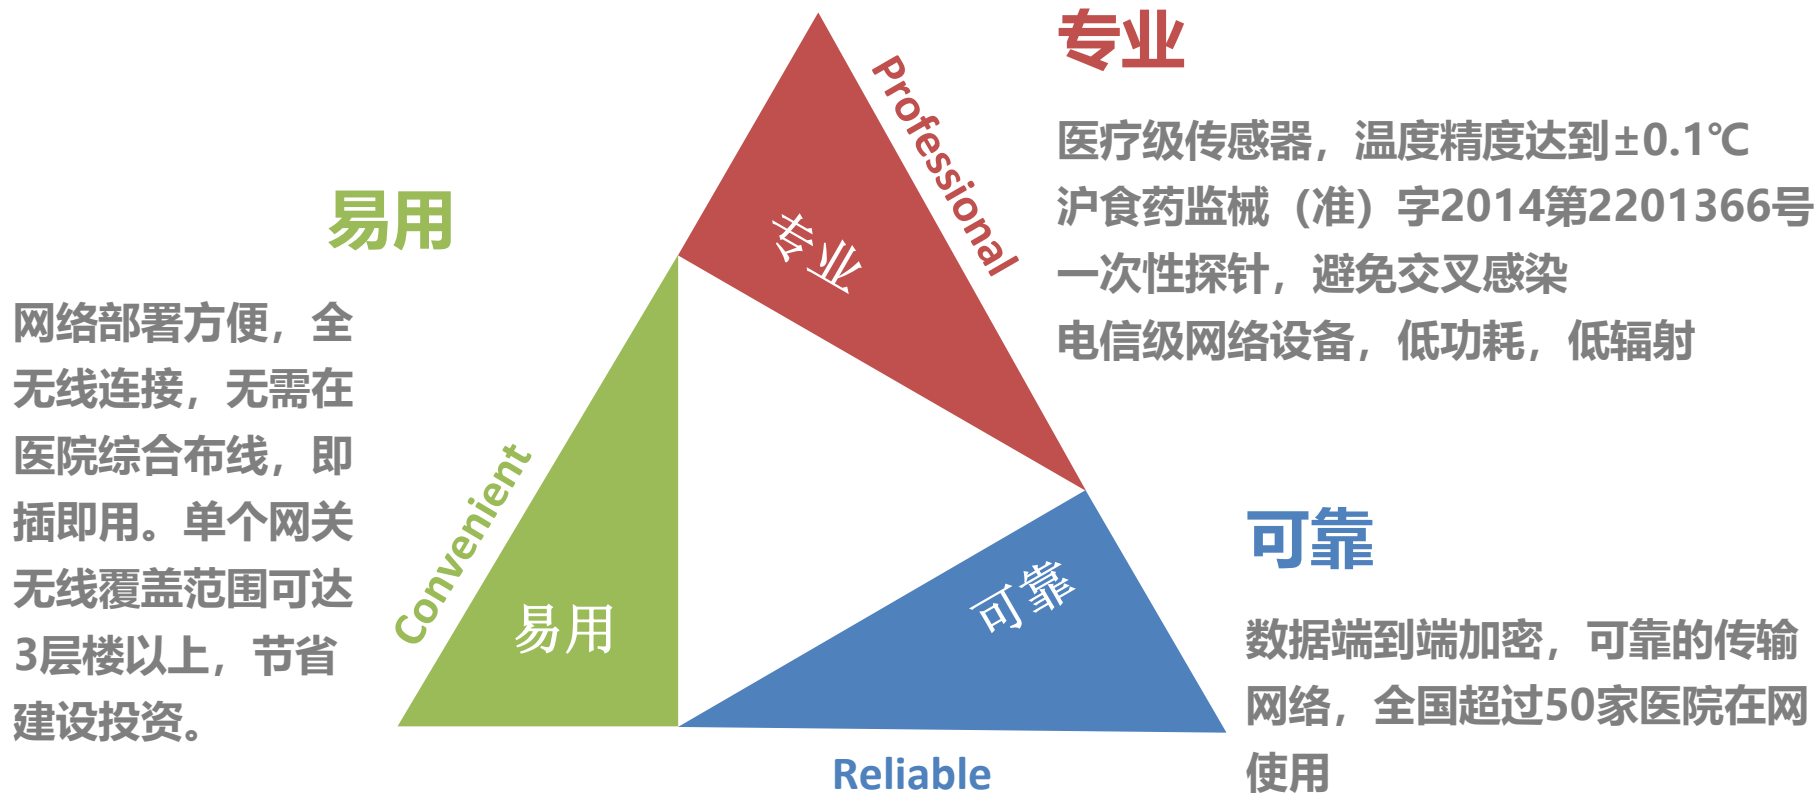 专业
医疗级传感器，温度精度达到±0.1℃
沪食药监械（准）字2014第2201366号
一次性探针，避免交叉感染
电信级网络设备，低功耗，低辐射
Professional
专业
易用
网络部署方便，全
无线连接，无需在
医院综合布线，即
插即用。单个网关
无线覆盖范围可达
3层楼以上，节省
建设投资。
Convenient
易用
可靠
可靠
数据端到端加密，可靠的传输
网络，全国超过50家医院在网
使用
Reliable